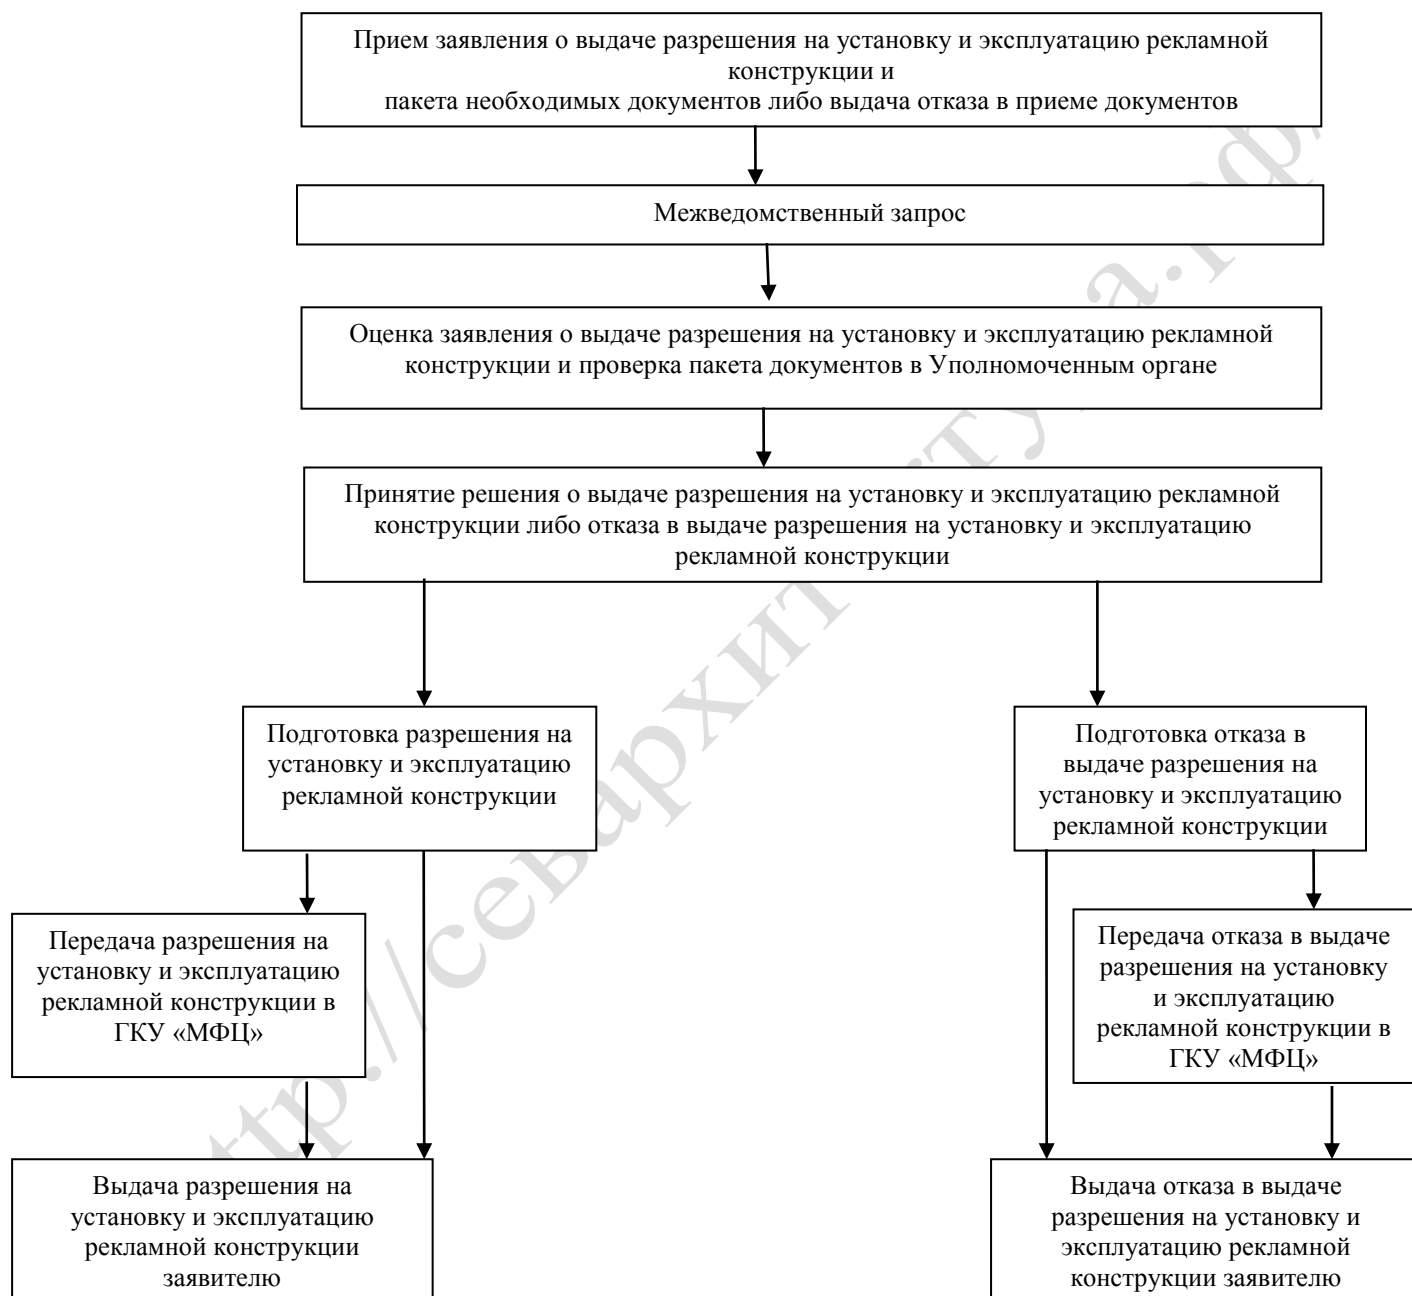 Прием заявления о выдаче разрешения на установку и эксплуатацию рекламной
конструкции и
пакета необходимых документов либо выдача отказа в приеме документов
Межведомственный запрос
Оценка заявления о выдаче разрешения на установку и эксплуатацию рекламной
конструкции и проверка пакета документов в Уполномоченным органе
Принятие решения о выдаче разрешения на установку и эксплуатацию рекламной
конструкции либо отказа в выдаче разрешения на установку и эксплуатацию
рекламной конструкции
Подготовка разрешения на
установку и эксплуатацию
рекламной конструкции
Подготовка отказа в
выдаче разрешения на
установку и эксплуатацию
рекламной конструкции
Передача разрешения на
установку и эксплуатацию
рекламной конструкции в
ГКУ «МФЦ»
Передача отказа в выдаче
разрешения на установку
и эксплуатацию
рекламной конструкции в
ГКУ «МФЦ»
Выдача разрешения на
установку и эксплуатацию
рекламной конструкции
заявителю
Выдача отказа в выдаче
разрешения на установку и
эксплуатацию рекламной
конструкции заявителю